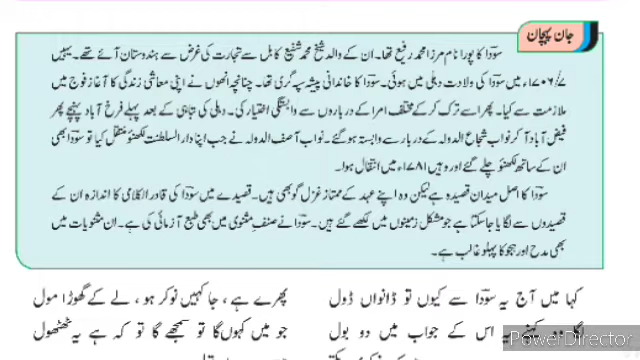 جان پہچان
سوداؔ کا پورا نام مرزا محمد رفیع تھا۔ ان کے والد شیخ محمد شفیع کابل سے تجارت کی غرض سے ہندوستان آئے تھے۔ یہیں
۱۷۰۶/۷ء میں سوداؔ کی ولادت دہلی میں ہوئی۔ سوداؔ کا خاندانی پیشہ سپہ گری تھا۔ چنانچہ انھوں نے اپنی معاشی زندگی کا آغاز فوج میں
ملازمت سے کیا۔ پھر اسے ترک کر کے مختلف امرا کے درباروں سے وابستگی اختیار کی۔ دہلی کی تباہی کے بعد پہلے فرخ آباد پہنچے پھر
فیض آباد آ کر نواب شجاع الدولہ کے دربار سے وابستہ ہو گئے۔ نواب آصف الدولہ نے جب اپنا دار السلطنت لکھنؤ منتقل کیا تو سوداؔ بھی
ان کے ساتھ لکھنؤ چلے گئے اور وہیں ۱۷۸۱ء میں انتقال ہوا۔
سوداؔ کا اصل میدان قصیدہ ہے لیکن وہ اپنے عہد کے ممتاز غزل گو بھی ہیں۔ قصیدے میں سوداؔ کی قادر الکلامی کا اندازہ ان کے
قصیدوں سے لگایا جا سکتا ہے جو مشکل زمینوں میں لکھے گئے ہیں۔ سوداؔ نے صنف مثنوی میں بھی طبع آزمائی کی ہے۔ ان مثنویات میں
بھی مدح اور ہجو کا پہلو غالب ہے۔
کہا میں آج یہ سوداؔ سے کیوں تو ڈانواں ڈول
پھرے ہے، جا کہیں نوکر ہو، لے کے گھوڑا مول
لگا وہ کہنے یہ اس کے جواب میں دو بول
جو میں کہوں گا تو سمجھے گا تو کہ ہے یہ ٹھٹھول
PowerDirector